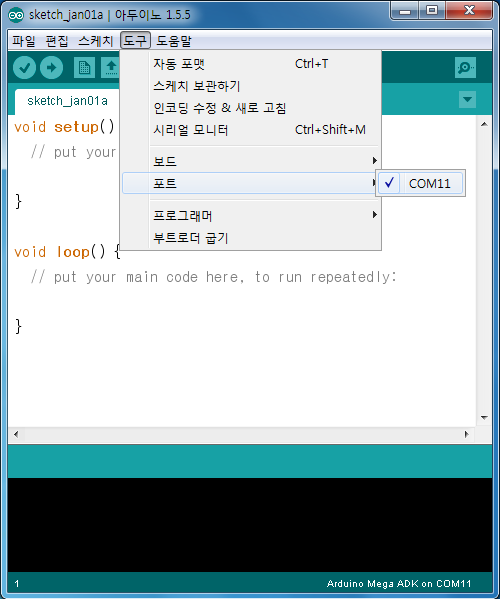 sketch_jan01a | 아두이노 1.5.5
파일 편집 스케치 도구 도움말
자동 포맷 Ctrl+T
스케치 보관하기
인코딩 수정 & 새로 고침
시리얼 모니터 Ctrl+Shift+M
보드
포트
✓ COM11
프로그래머
부트로더 굽기
sketch_jan01a
void setup()
// put your
}
void loop() {
// put your main code here, to run repeatedly:
}
1 Arduino Mega ADK on COM11